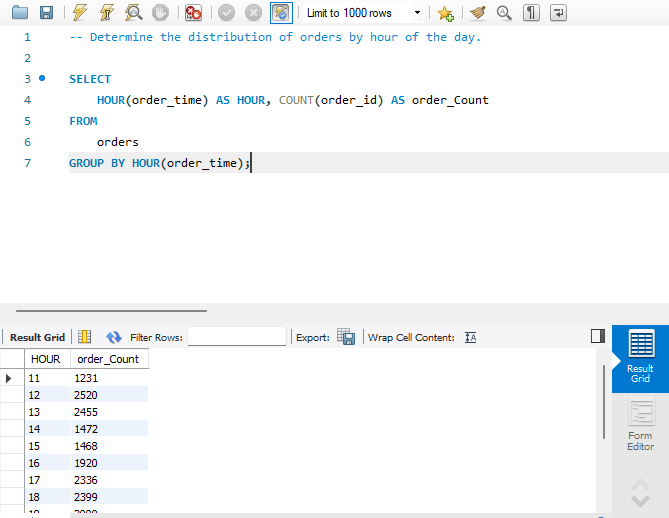 Limit to 1000 rows
1 -- Determine the distribution of orders by hour of the day.
2
3 SELECT
4 HOUR(order_time) AS HOUR, COUNT(order_id) AS order_Count
5 FROM
6 orders
7 GROUP BY HOUR(order_time);
Result Grid Filter Rows: Export: Wrap Cell Content: IA
HOUR order_Count
11 1231
12 2520
13 2455
14 1472
15 1468
16 1920
17 2336
18 2399
Result
Grid
Form
Editor